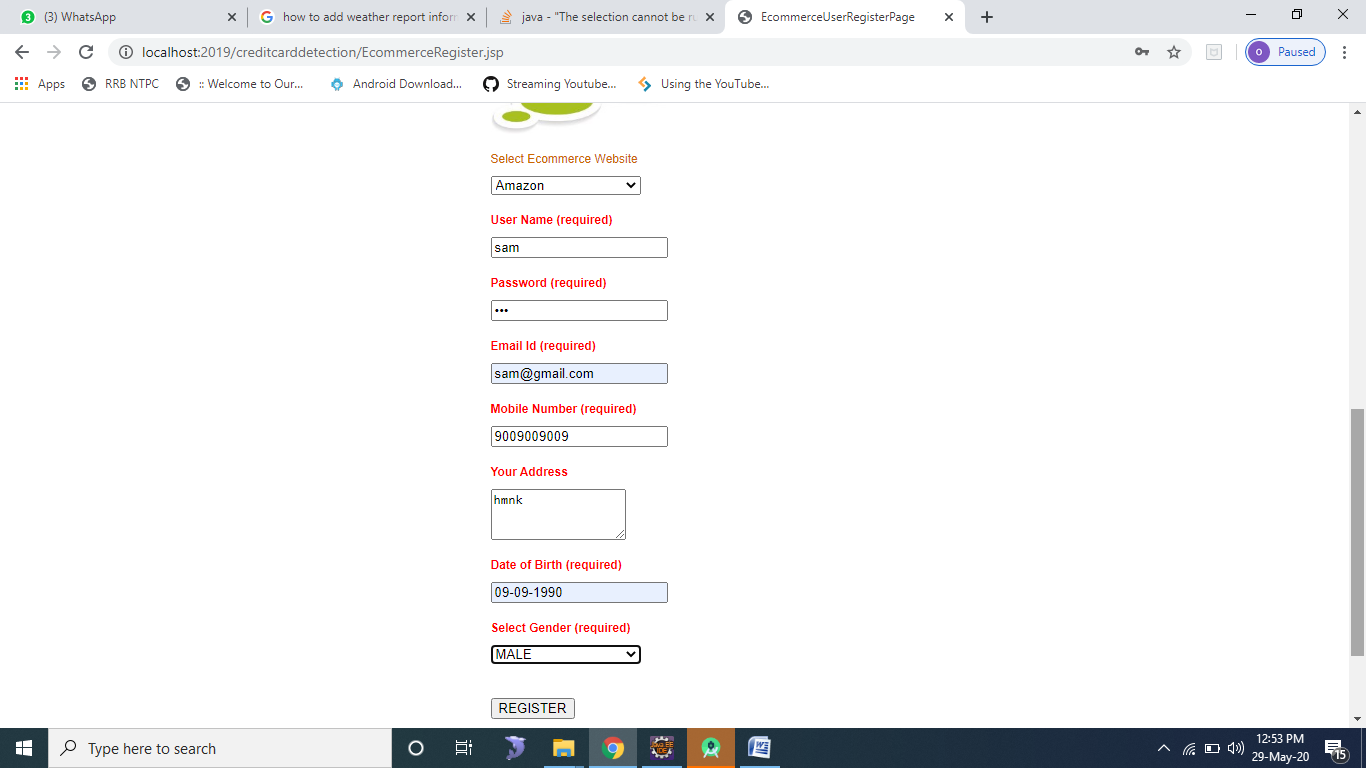 (3) WhatsApp
how to add weather report inform
java - "The selection cannot be ru
EcommerceUserRegisterPage
localhost:2019/creditcarddetection/EcommerceRegister.jsp
O Paused
Apps
RRB NTPC
:: Welcome to Our...
Android Download...
Streaming Youtube...
Using the YouTube...
Select Ecommerce Website
Amazon
User Name (required)
sam
Password (required)
•••
Email Id (required)
sam@gmail.com
Mobile Number (required)
9009009009
Your Address
hmnk
Date of Birth (required)
09-09-1990
Select Gender (required)
MALE
REGISTER
Type here to search
12:53 PM
29-May-20
15